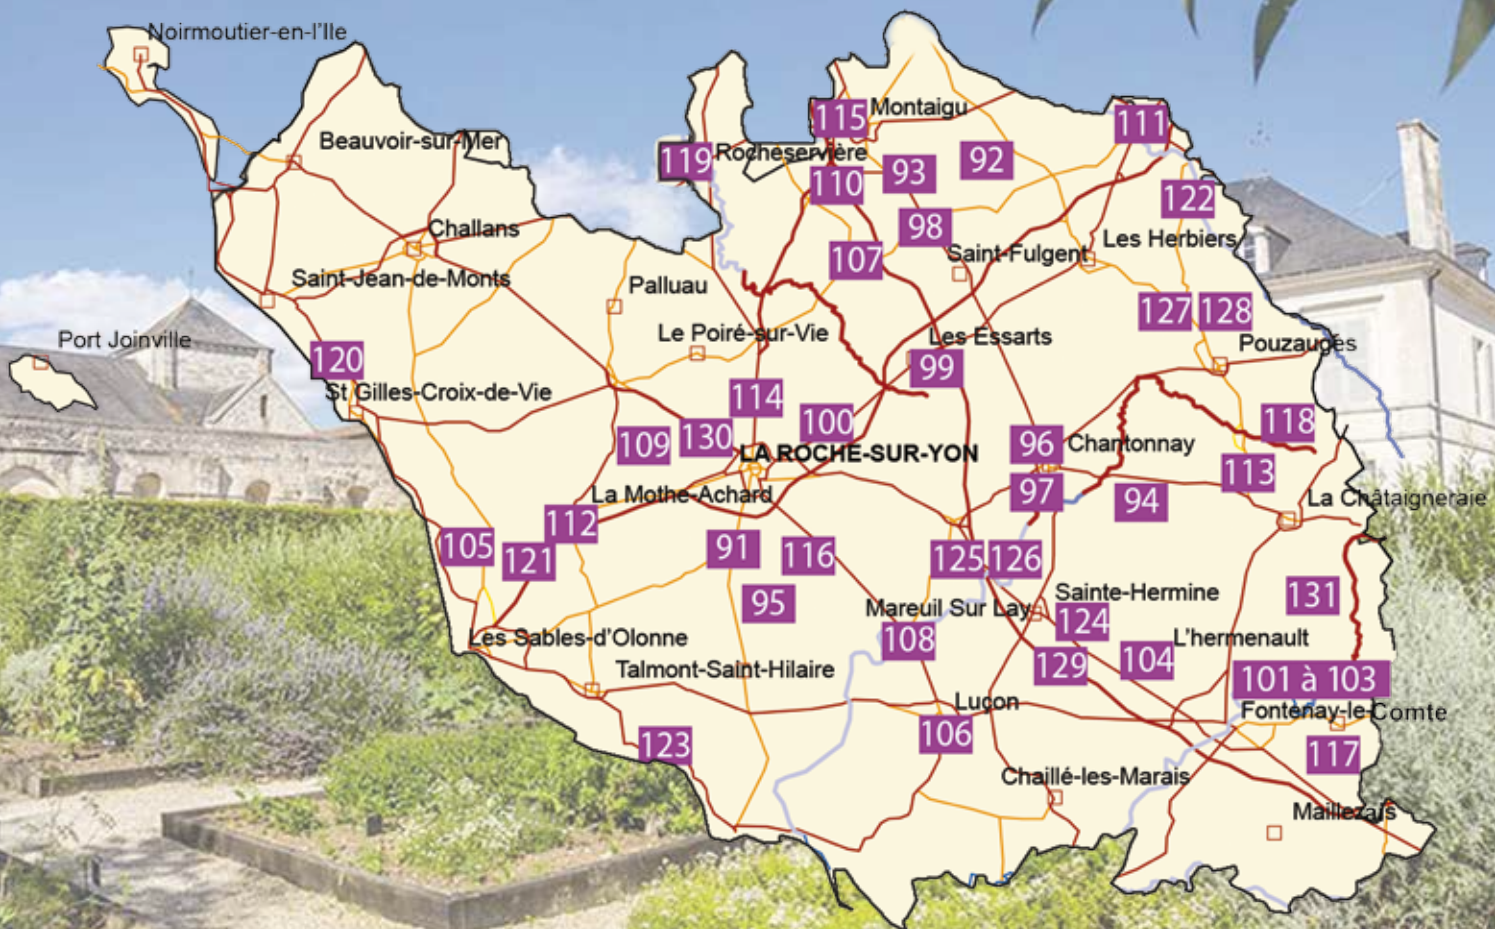 Noirmoutier-en-l'Ile
115
Montaigu
111
Beauvoir-sur-Mer
119
Rocheservière
93
92
110
122
98
Challans
107
Saint-Fulgent
Les Herbiers
Saint-Jean-de-Monts
Palluau
127
128
Port Joinville
Le Poiré-sur-Vie
Les Essarts
Pouzauges
120
99
St Gilles-Croix-de-Vie
114
100
118
109
130
96
Chantonnay
LA ROCHE-SUR-YON
113
97
94
La Mothe-Achard
La Châtaigneraie
112
105
121
91
116
125
126
95
Sainte-Hermine
131
Mareuil Sur Lay
124
Les Sables-d'Olonne
108
L'hermenault
129
104
Talmont-Saint-Hilaire
101 à 103
Luçon
Fontenay-le-Comte
106
123
117
Chaillé-les-Marais
Maillezais